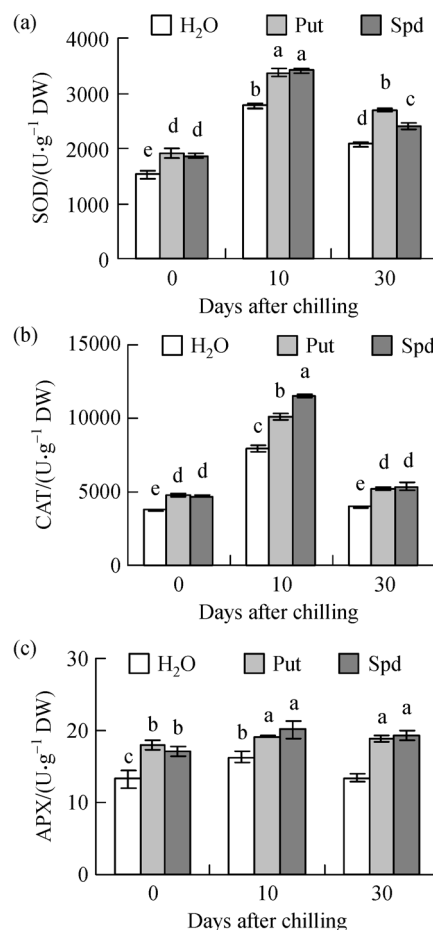 (a)
H₂O Put Spd
SOD/(U·g⁻¹ DW)
4000
3000
2000
1000
0
e d d
b a a
d b c
0 10 30
Days after chilling
(b)
H₂O Put Spd
CAT/(U·g⁻¹ DW)
15000
10000
5000
0
e d d
c b a
e d d
0 10 30
Days after chilling
(c)
H₂O Put Spd
APX/(U·g⁻¹ DW)
30
20
10
0
c b b
b a a
a a
0 10 30
Days after chilling